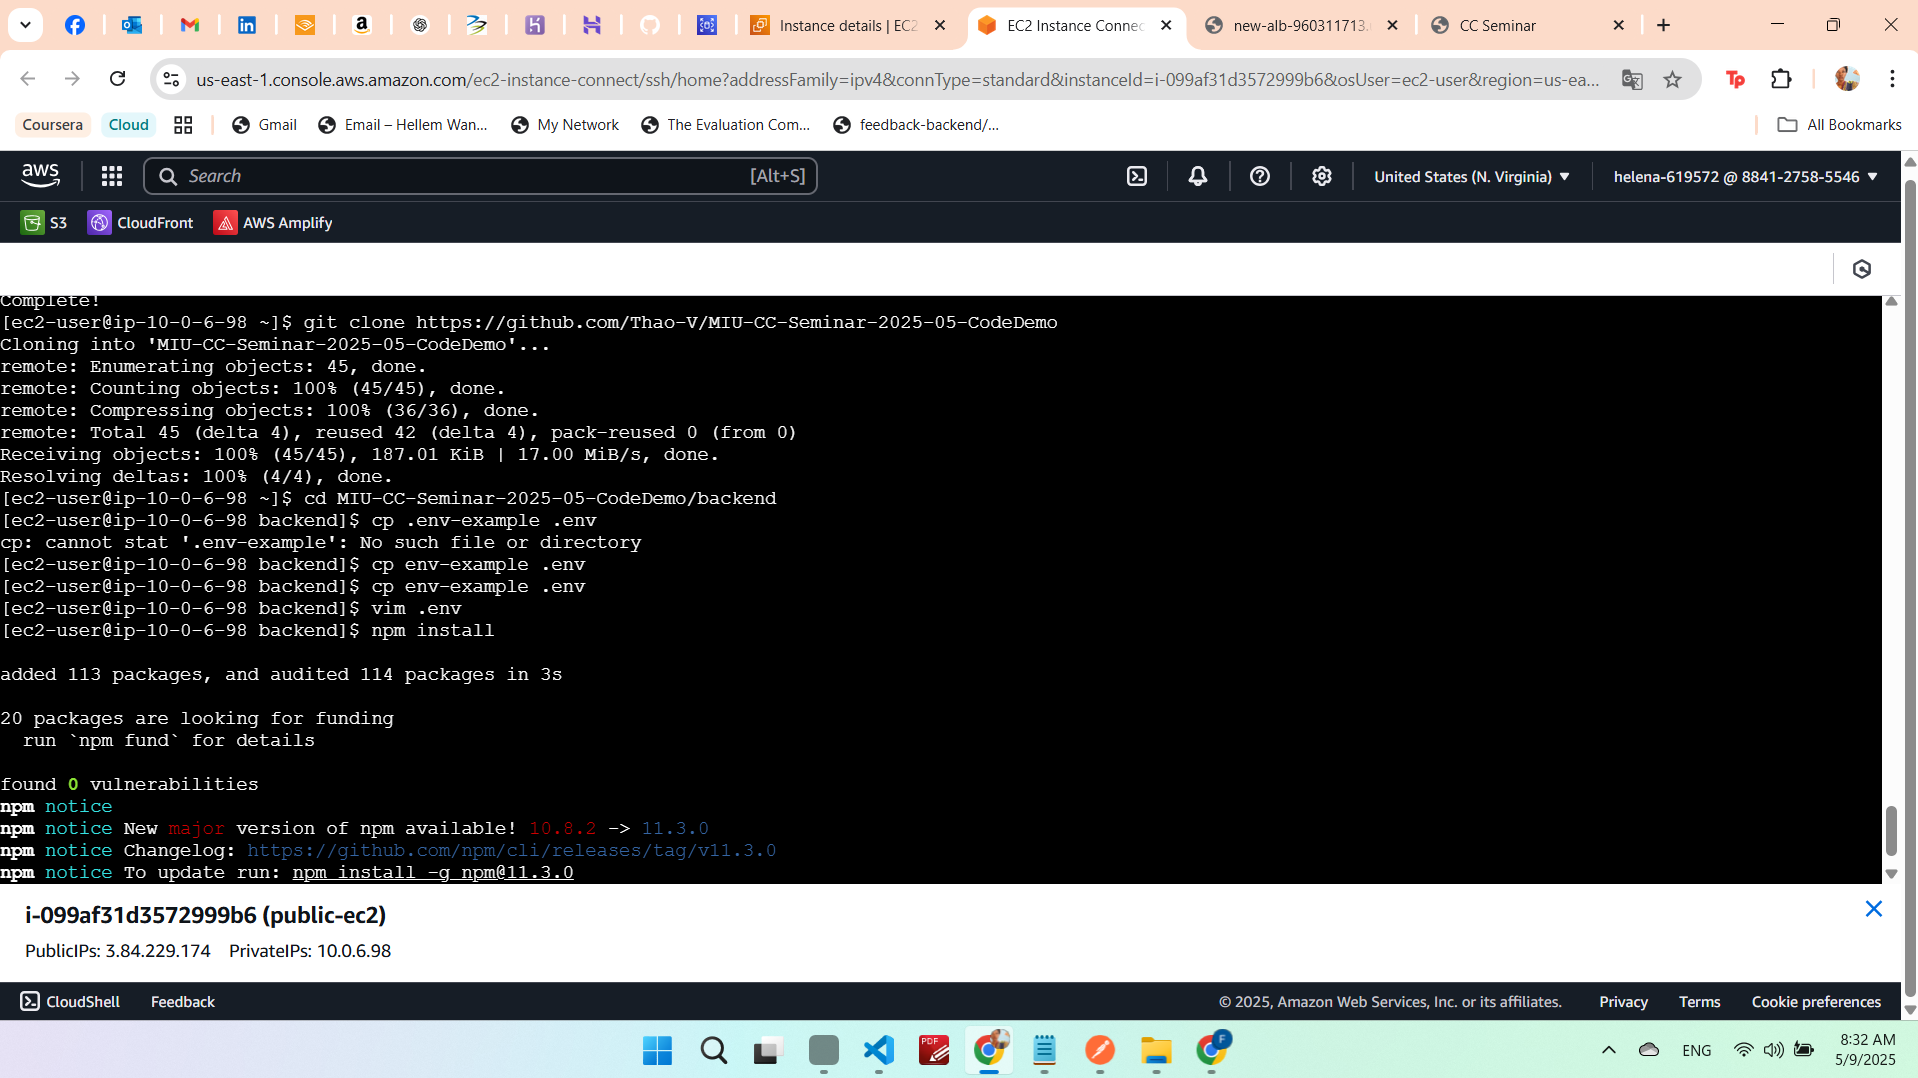 Instance details | EC2
EC2 Instance Connec
new-alb-960311713.
CC Seminar
us-east-1.console.aws.amazon.com/ec2-instance-connect/ssh/home?addressFamily=ipv4&connType=standard&instanceId=i-099af31d3572999b6&osUser=ec2-user&region=us-ea...
Coursera
Cloud
Gmail
Email – Hellem Wan...
My Network
The Evaluation Com...
feedback-backend/...
All Bookmarks
aws
Search
[Alt+S]
United States (N. Virginia)
helena-619572 @ 8841-2758-5546
S3
CloudFront
AWS Amplify
Complete!
[ec2-user@ip-10-0-6-98 ~]$ git clone https://github.com/Thao-V/MIU-CC-Seminar-2025-05-CodeDemo
Cloning into 'MIU-CC-Seminar-2025-05-CodeDemo'...
remote: Enumerating objects: 45, done.
remote: Counting objects: 100% (45/45), done.
remote: Compressing objects: 100% (36/36), done.
remote: Total 45 (delta 4), reused 42 (delta 4), pack-reused 0 (from 0)
Receiving objects: 100% (45/45), 187.01 KiB | 17.00 MiB/s, done.
Resolving deltas: 100% (4/4), done.
[ec2-user@ip-10-0-6-98 ~]$ cd MIU-CC-Seminar-2025-05-CodeDemo/backend
[ec2-user@ip-10-0-6-98 backend]$ cp .env-example .env
cp: cannot stat '.env-example': No such file or directory
[ec2-user@ip-10-0-6-98 backend]$ cp env-example .env
[ec2-user@ip-10-0-6-98 backend]$ cp env-example .env
[ec2-user@ip-10-0-6-98 backend]$ vim .env
[ec2-user@ip-10-0-6-98 backend]$ npm install
added 113 packages, and audited 114 packages in 3s
20 packages are looking for funding
run `npm fund` for details
found 0 vulnerabilities
npm notice
npm notice New major version of npm available! 10.8.2 -> 11.3.0
npm notice Changelog: https://github.com/npm/cli/releases/tag/v11.3.0
npm notice To update run: npm install -g npm@11.3.0
i-099af31d3572999b6 (public-ec2)
PublicIPs: 3.84.229.174 PrivateIPs: 10.0.6.98
CloudShell
Feedback
© 2025, Amazon Web Services, Inc. or its affiliates.
Privacy
Terms
Cookie preferences
PDF
F
ENG
8:32 AM
5/9/2025